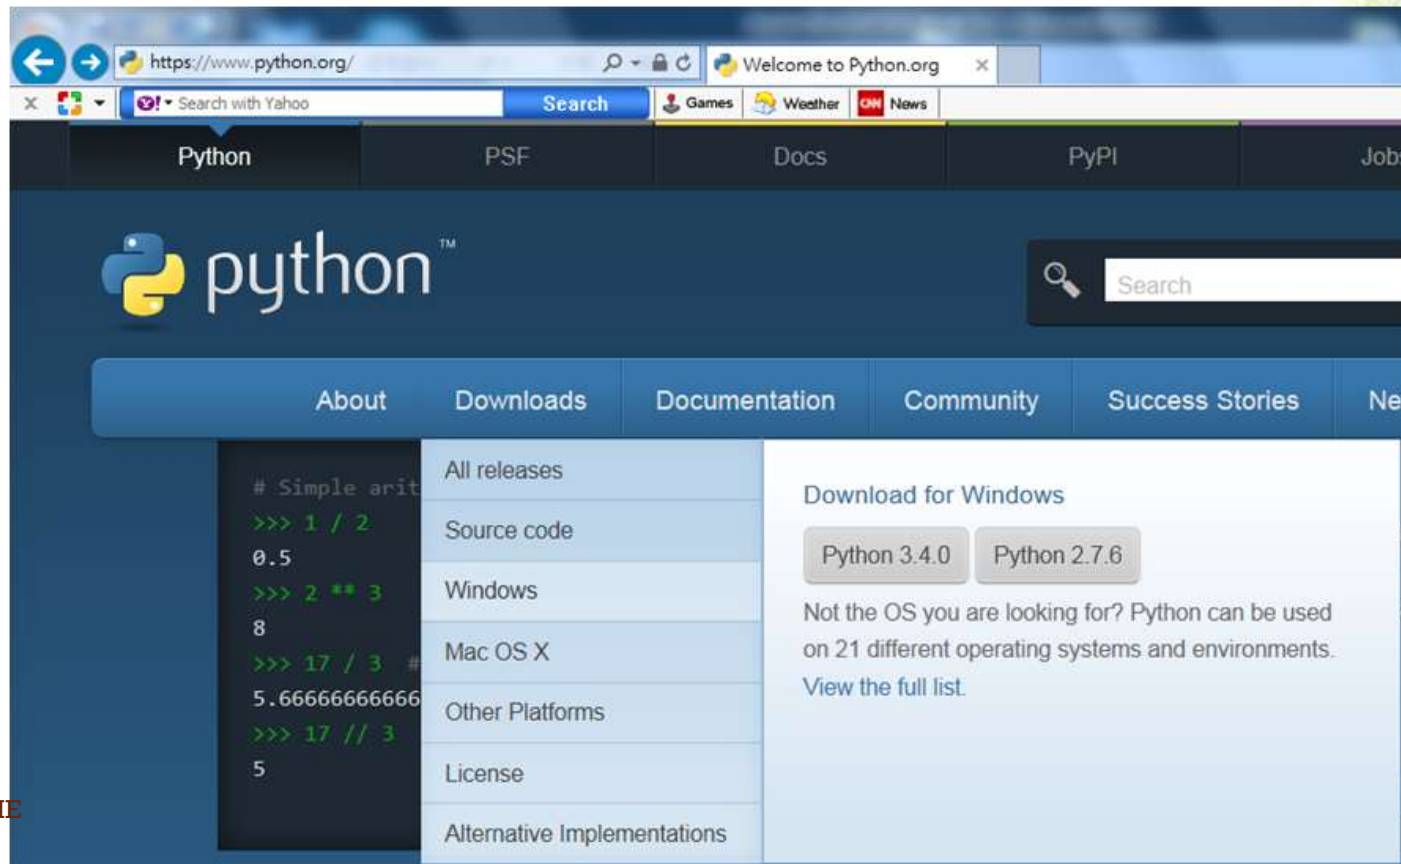 https://www.python.org/
Welcome to Python.org
Search with Yahoo
Search
Games
Weather
CNN News
Python
PSF
Docs
PyPI
Jobs
python™
Search
About
Downloads
Documentation
Community
Success Stories
Ne
# Simple arit
>>> 1 / 2
0.5
>>> 2 ** 3
8
>>> 17 / 3 #
5.66666666666
>>> 17 // 3
5
All releases
Source code
Windows
Mac OS X
Other Platforms
License
Alternative Implementations
Download for Windows
Python 3.4.0
Python 2.7.6
Not the OS you are looking for? Python can be used
on 21 different operating systems and environments.
View the full list.